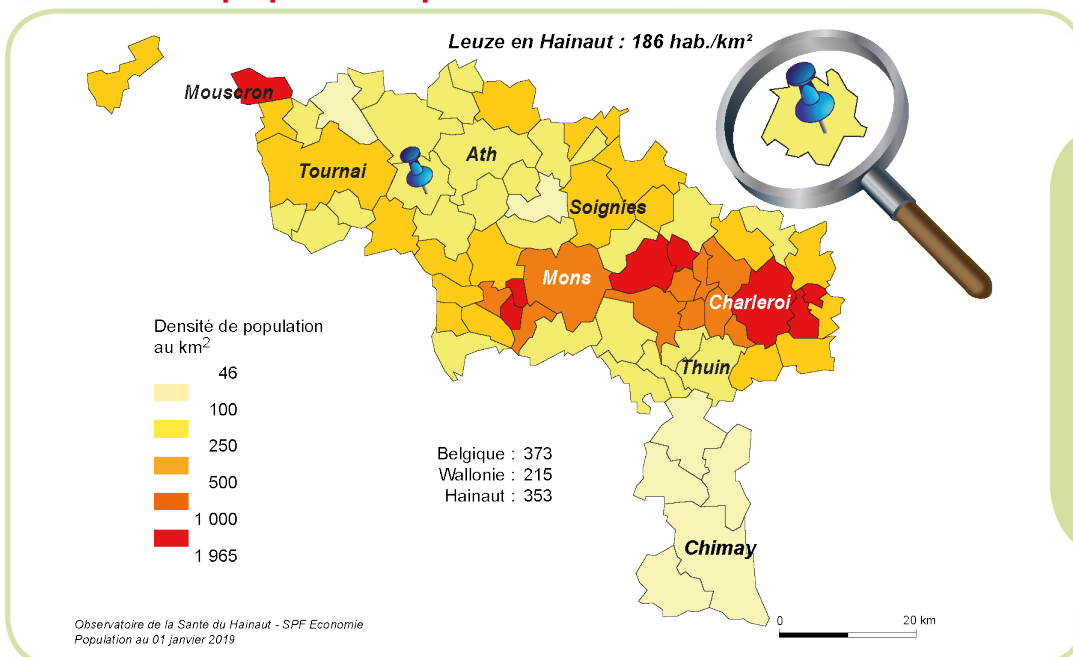 Leuze en Hainaut : 186 hab./km²
Mouscron
Ath
Tournai
Soignies
Mons
Charleroi
Thuin
Chimay
Densité de population
au km2
46
100
250
500
1 000
1 965
Belgique : 373
Wallonie : 215
Hainaut : 353
0 20 km
Observatoire de la Santé du Hainaut - SPF Economie
Population au 01 janvier 2019